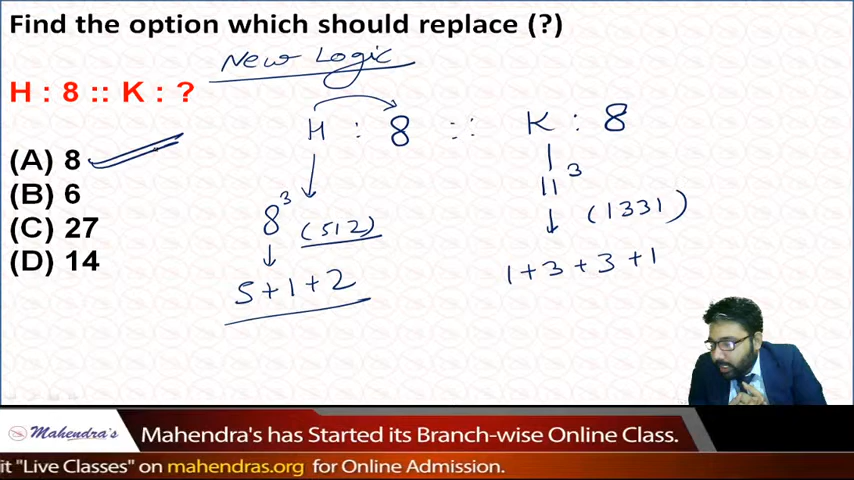 Find the option which should replace (?)
New Logic
H : 8 :: K : ?
H : 8 :: K : 8
(A) 8
(B) 6
(C) 27
(D) 14
8³ (512)
5+1+2
11³ (1331)
1+3+3+1
Mahendra's Mahendra's has Started its Branch-wise Online Class.
it "Live Classes" on mahendras.org for Online Admission.